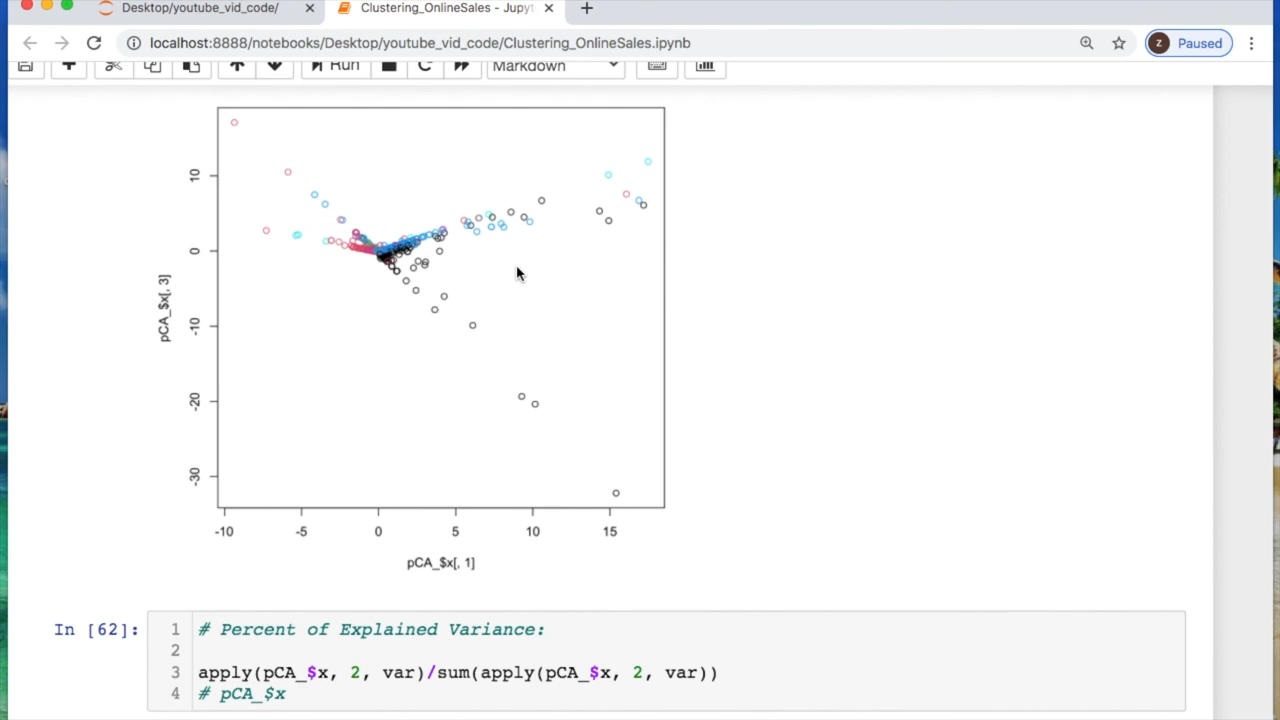 Desktop/youtube_vid_code/
Clustering_OnlineSales - Jupyt
localhost:8888/notebooks/Desktop/youtube_vid_code/Clustering_OnlineSales.ipynb
z Paused
Run
Markdown
10
0
-10
-20
-30
pCA_$x[, 3]
-10 -5 0 5 10 15
pCA_$x[, 1]
In [62]:
1 # Percent of Explained Variance:
2
3 apply(pCA_$x, 2, var)/sum(apply(pCA_$x, 2, var))
4 # pCA_$x